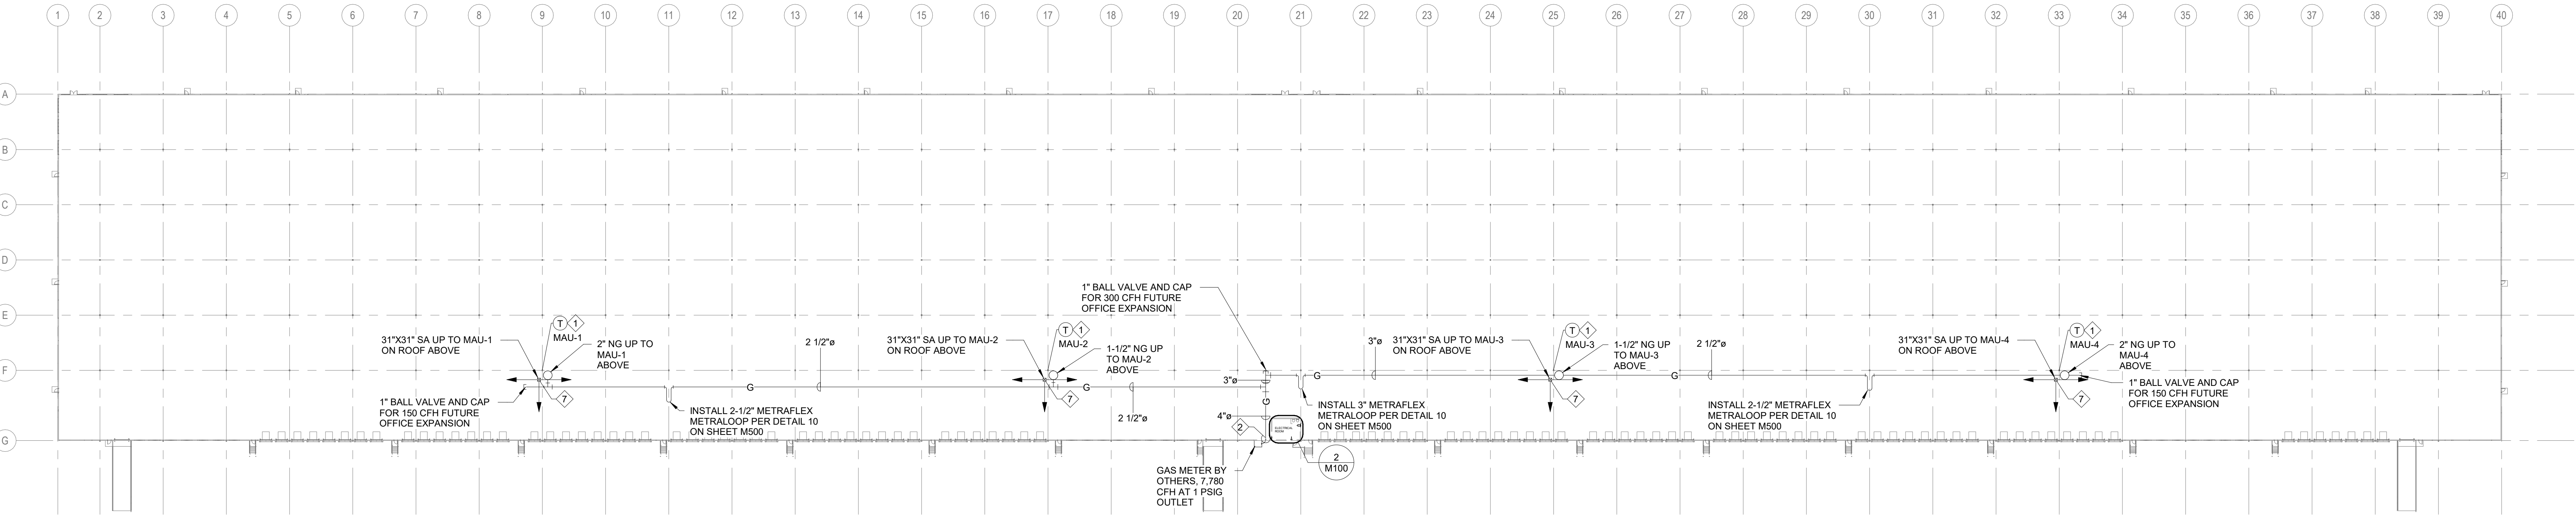 1 2 3 4 5 6 7 8 9 10 11 12 13 14 15 16 17 18 19 20 21 22 23 24 25 26 27 28 29 30 31 32 33 34 35 36 37 38 39 40
A
B
C
D
E
F
G
31"X31" SA UP TO MAU-1
ON ROOF ABOVE
T 1
MAU-1
2" NG UP TO
MAU-1
ABOVE
7
1" BALL VALVE AND CAP
FOR 150 CFH FUTURE
OFFICE EXPANSION
G
INSTALL 2-1/2" METRAFLEX
METRALOOP PER DETAIL 10
ON SHEET M500
2 1/2"ø
31"X31" SA UP TO MAU-2
ON ROOF ABOVE
T 1
MAU-2
1-1/2" NG UP
TO MAU-2
ABOVE
7
G
2 1/2"ø
1" BALL VALVE AND CAP
FOR 300 CFH FUTURE
OFFICE EXPANSION
3"ø
G
4"ø
2
GAS METER BY
OTHERS, 7,780
CFH AT 1 PSIG
OUTLET
ELECTRICAL
ROOM
2
M100
G
INSTALL 3" METRAFLEX
METRALOOP PER DETAIL 10
ON SHEET M500
3"ø
31"X31" SA UP TO MAU-3
ON ROOF ABOVE
T 1
MAU-3
1-1/2" NG UP
TO MAU-3
ABOVE
7
G
2 1/2"ø
INSTALL 2-1/2" METRAFLEX
METRALOOP PER DETAIL 10
ON SHEET M500
31"X31" SA UP TO MAU-4
ON ROOF ABOVE
T 1
MAU-4
2" NG UP TO
MAU-4
ABOVE
7
1" BALL VALVE AND CAP
FOR 150 CFH FUTURE
OFFICE EXPANSION